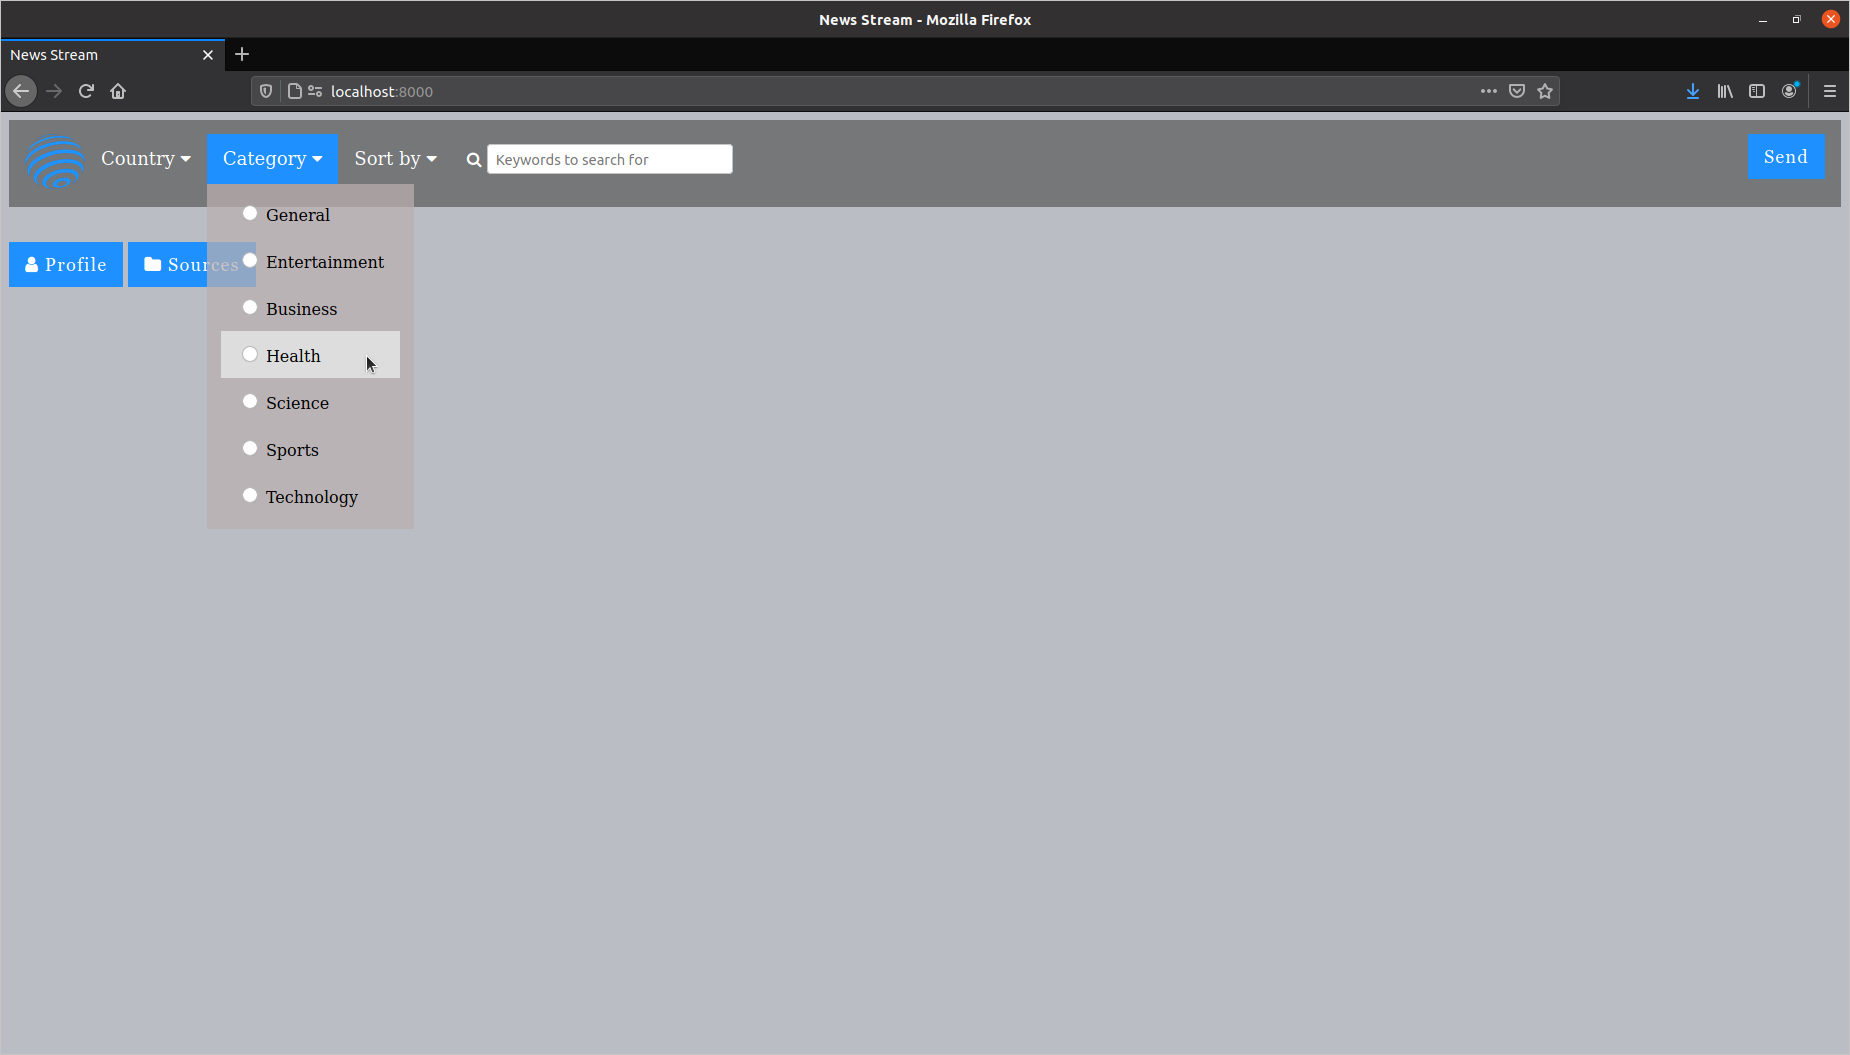 News Stream - Mozilla Firefox
News Stream
localhost:8000
Country Category Sort by Keywords to search for Send
General
Profile Sources Entertainment
Business
Health
Science
Sports
Technology